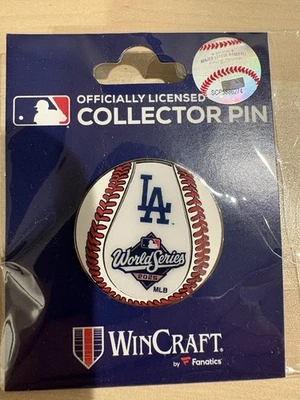 OFFICIALLY LICENSED
COLLECTOR PIN
LA
World Series
2025
MLB
WINCRAFT
by Fanatics